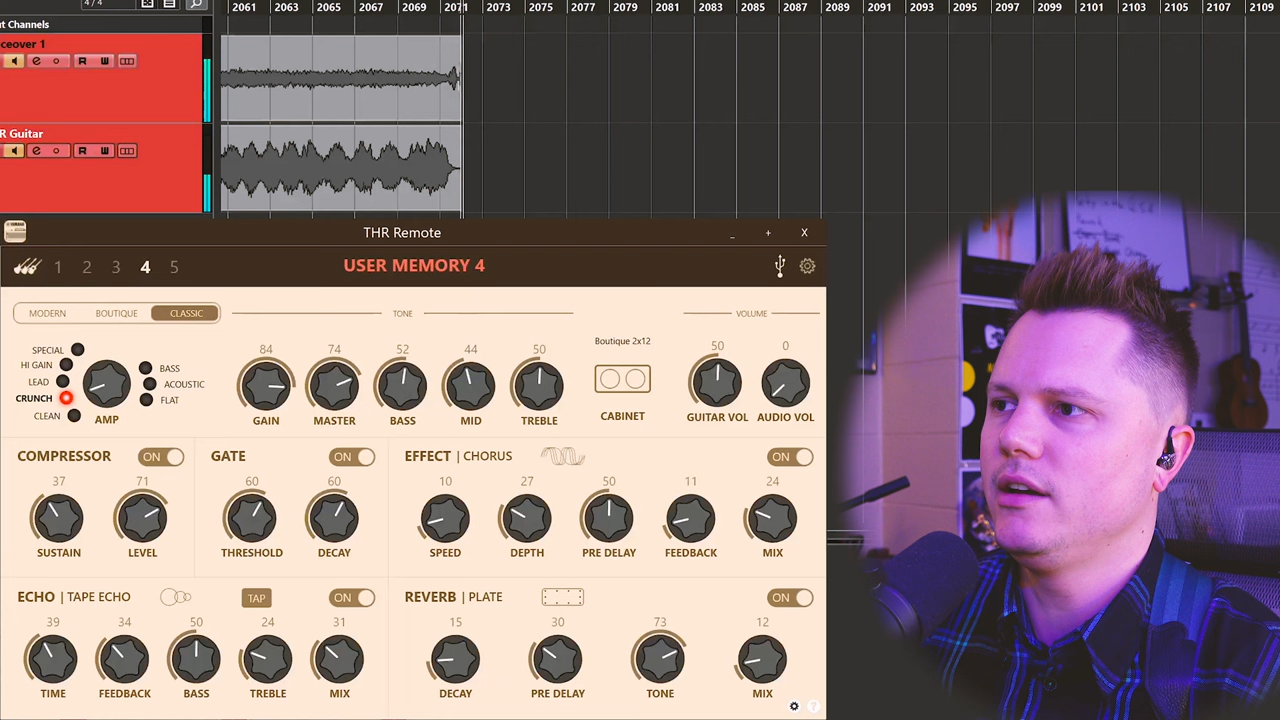 4 / 4
2061 2063 2065 2067 2069 2071 2073 2075 2077 2079 2081 2083 2085 2087 2089 2091 2093 2095 2097 2099 2101 2103 2105 2107 2109
ut Channels
ceover 1
e R W
R Guitar
e R W
THR Remote
_ + X
1 2 3 4 5 USER MEMORY 4
MODERN BOUTIQUE CLASSIC TONE VOLUME
SPECIAL
HI GAIN
LEAD
CRUNCH
CLEAN
BASS
ACOUSTIC
FLAT
AMP
84 74 52 44 50
GAIN MASTER BASS MID TREBLE
Boutique 2x12
CABINET
50 0
GUITAR VOL AUDIO VOL
COMPRESSOR ON
37 71
SUSTAIN LEVEL
GATE ON
60 60
THRESHOLD DECAY
EFFECT | CHORUS ON
10 27 50 11 24
SPEED DEPTH PRE DELAY FEEDBACK MIX
ECHO | TAPE ECHO TAP ON
39 34 50 24 31
TIME FEEDBACK BASS TREBLE MIX
REVERB | PLATE ON
15 30 73 12
DECAY PRE DELAY TONE MIX
?